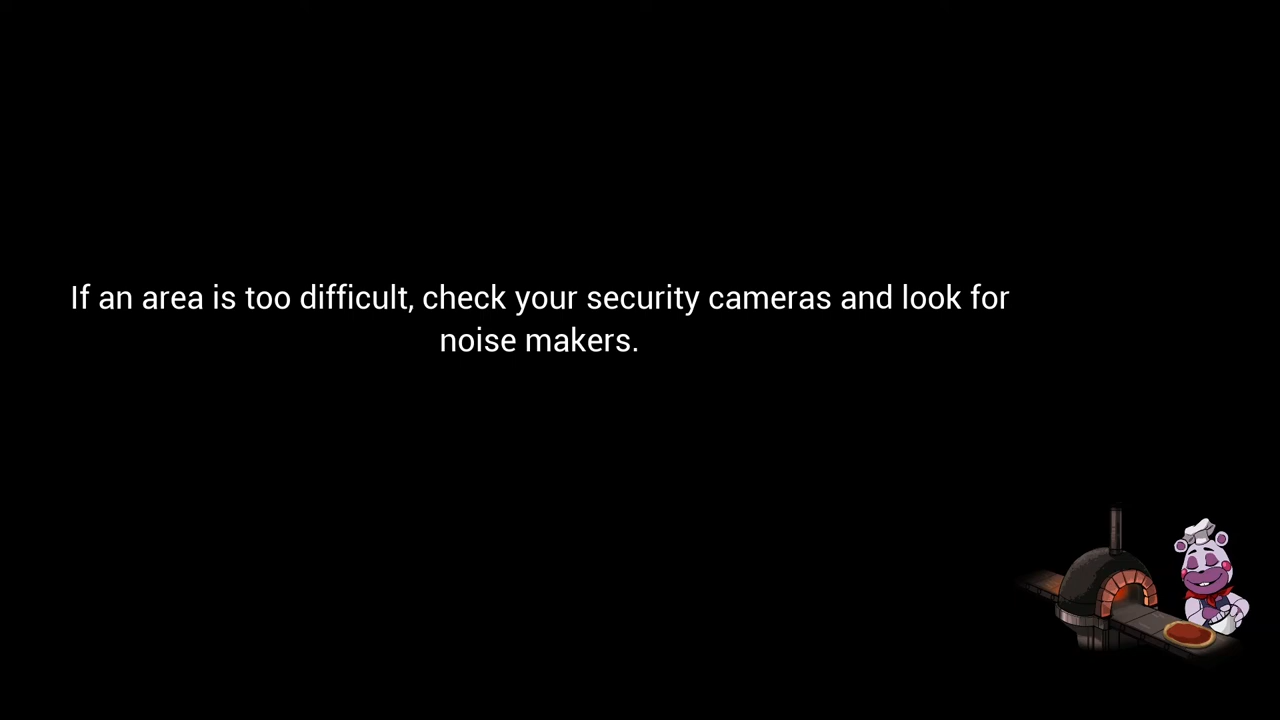 If an area is too difficult, check your security cameras and look for
noise makers.